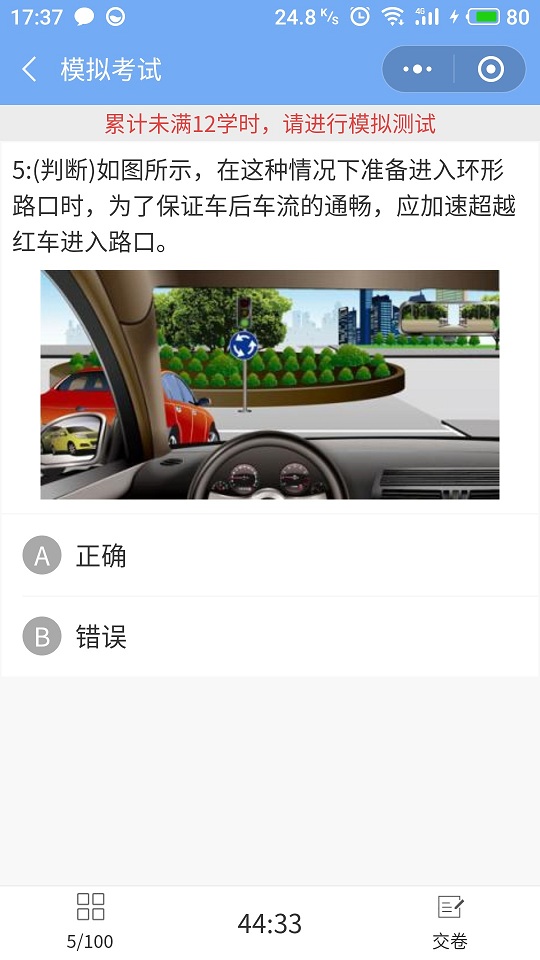 17:37
24.8 K/s
4G
80
模拟考试
累计未满12学时，请进行模拟测试
5:(判断)如图所示，在这种情况下准备进入环形
路口时，为了保证车后车流的通畅，应加速超越
红车进入路口。
A 正确
B 错误
5/100
44:33
交卷